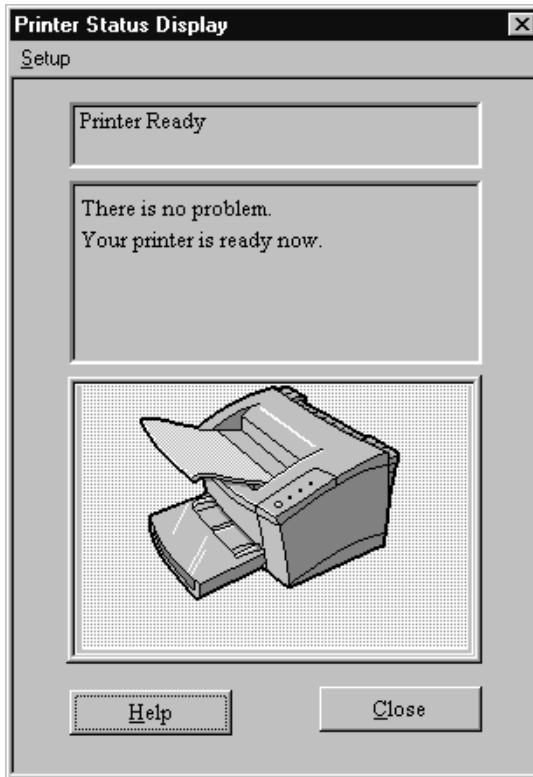 Printer Status Display
Setup
Printer Ready
There is no problem.
Your printer is ready now.
Help
Close